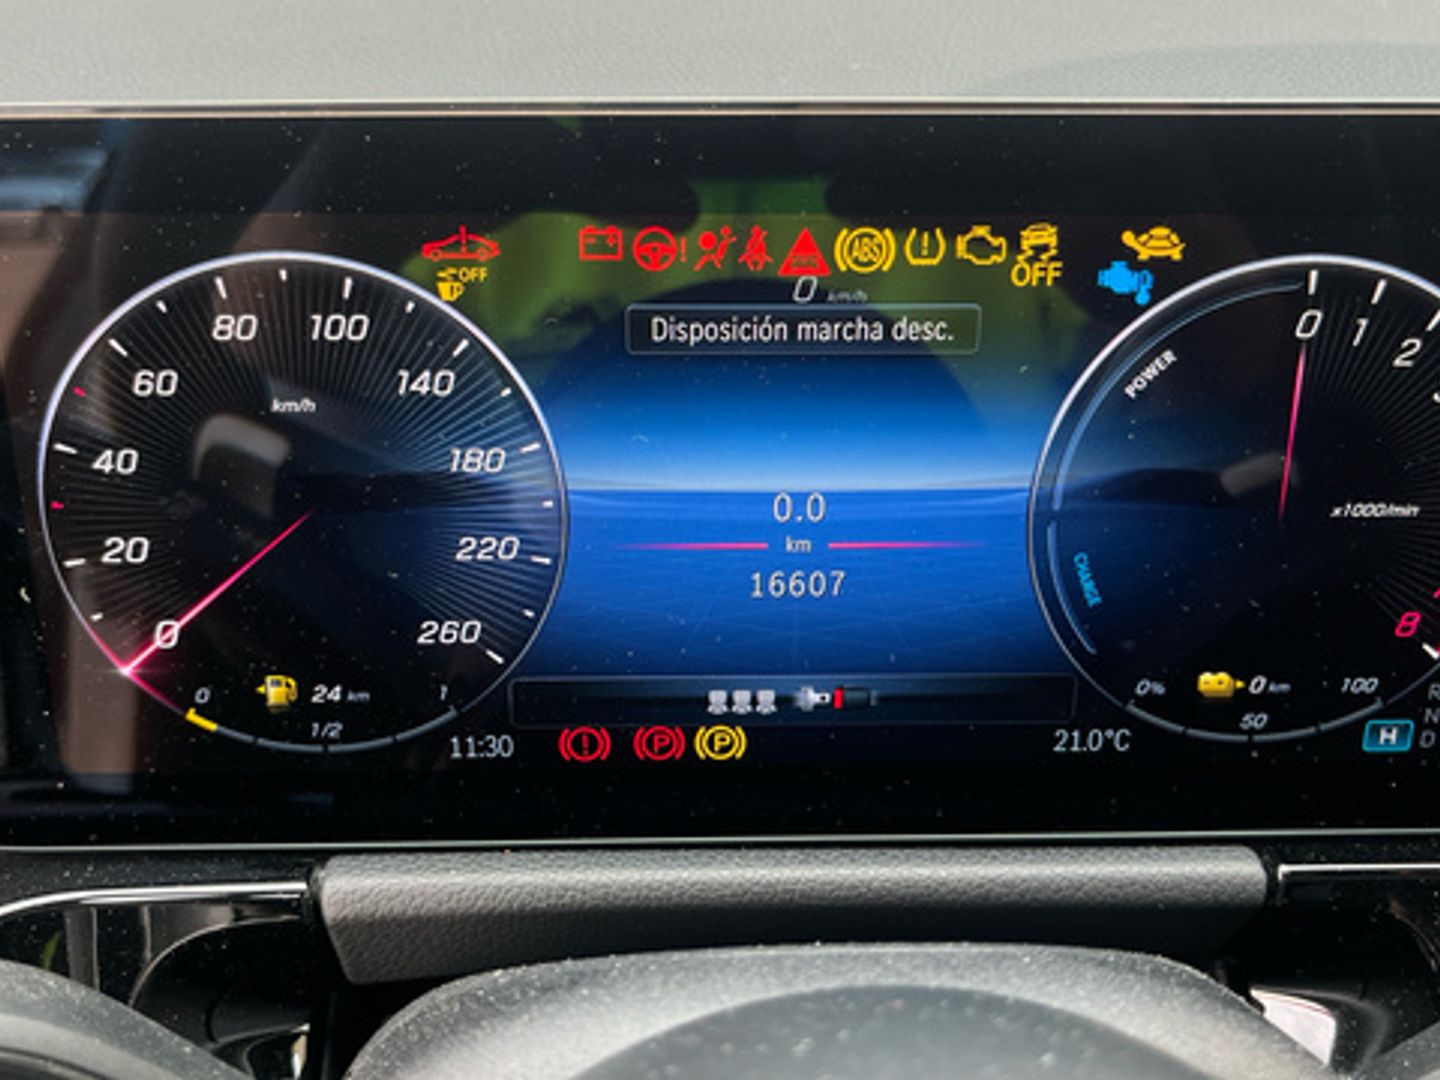 OFF
ABS
OFF
0 km/h
Disposición marcha desc.
0
20
40
60
80
100
140
180
220
260
km/h
0.0
km
16607
0
1
2
8
x1000/min
POWER
CHARGE
0
24 km
1
1/2
0%
0 km
100
50
11:30
P
P
21.0°C
H
R
N
D